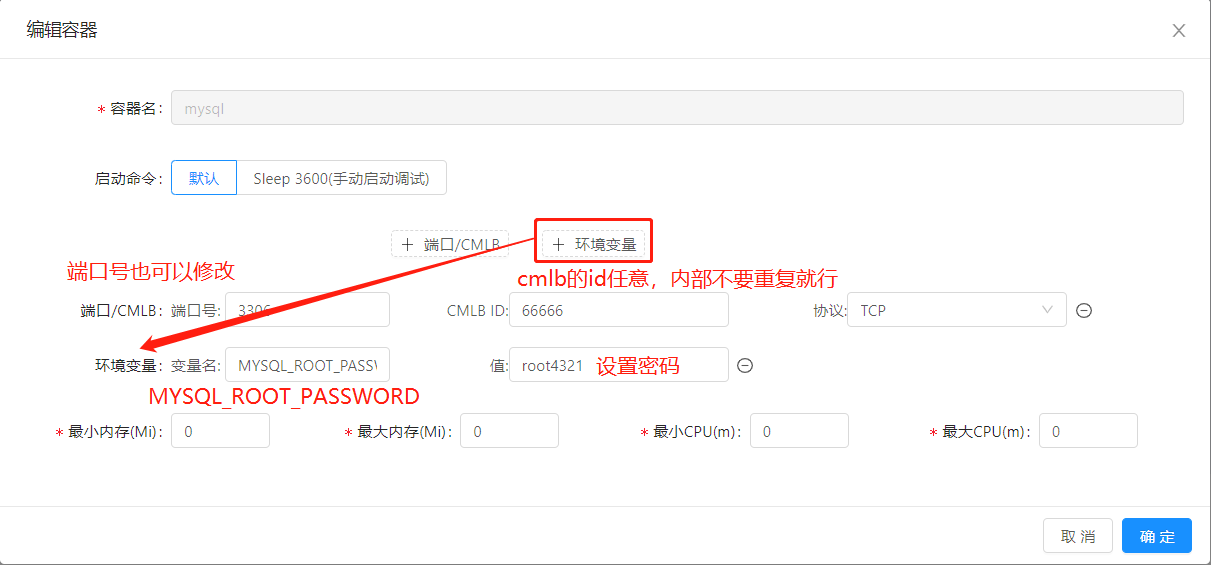 编辑容器
* 容器名: mysql
启动命令: 默认 Sleep 3600(手动启动调试)
+ 端口/CMLB + 环境变量
端口号也可以修改 cmlb的id任意，内部不要重复就行
端口/CMLB: 端口号: 3306 CMLB ID: 66666 协议: TCP
环境变量: 变量名: MYSQL_ROOT_PASSW 值: root4321 设置密码
MYSQL_ROOT_PASSWORD
* 最小内存(Mi): 0 * 最大内存(Mi): 0 * 最小CPU(m): 0 * 最大CPU(m): 0
取 消 确 定